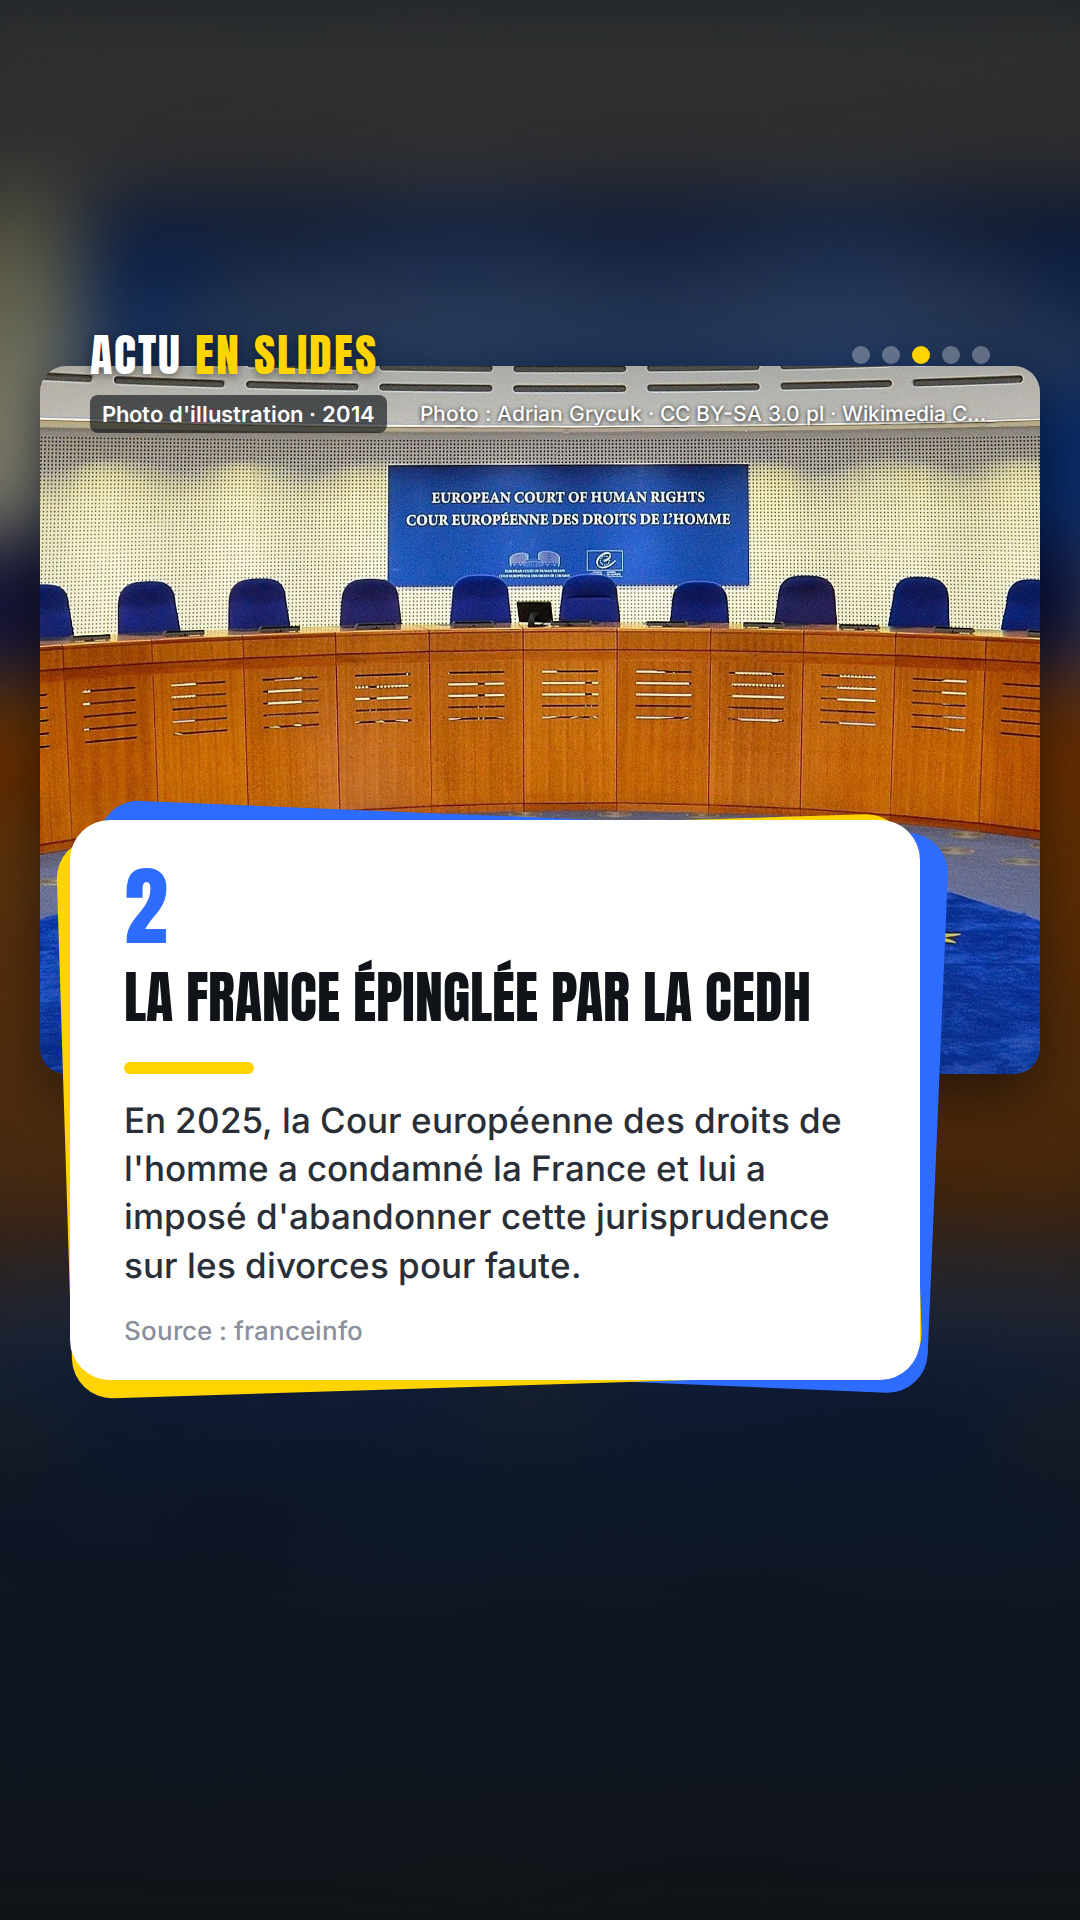 ACTU EN SLIDES
Photo d'illustration · 2014
Photo : Adrian Grycuk · CC BY-SA 3.0 pl · Wikimedia C...
EUROPEAN COURT OF HUMAN RIGHTS
COUR EUROPÉENNE DES DROITS DE L'HOMME
2
LA FRANCE ÉPINGLÉE PAR LA CEDH
En 2025, la Cour européenne des droits de
l'homme a condamné la France et lui a
imposé d'abandonner cette jurisprudence
sur les divorces pour faute.
Source : franceinfo